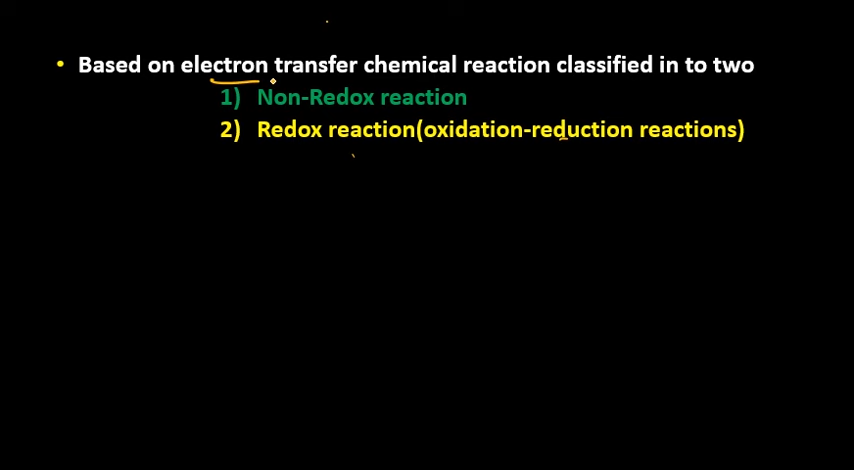 • Based on electron transfer chemical reaction classified in to two
1) Non-Redox reaction
2) Redox reaction(oxidation-reduction reactions)